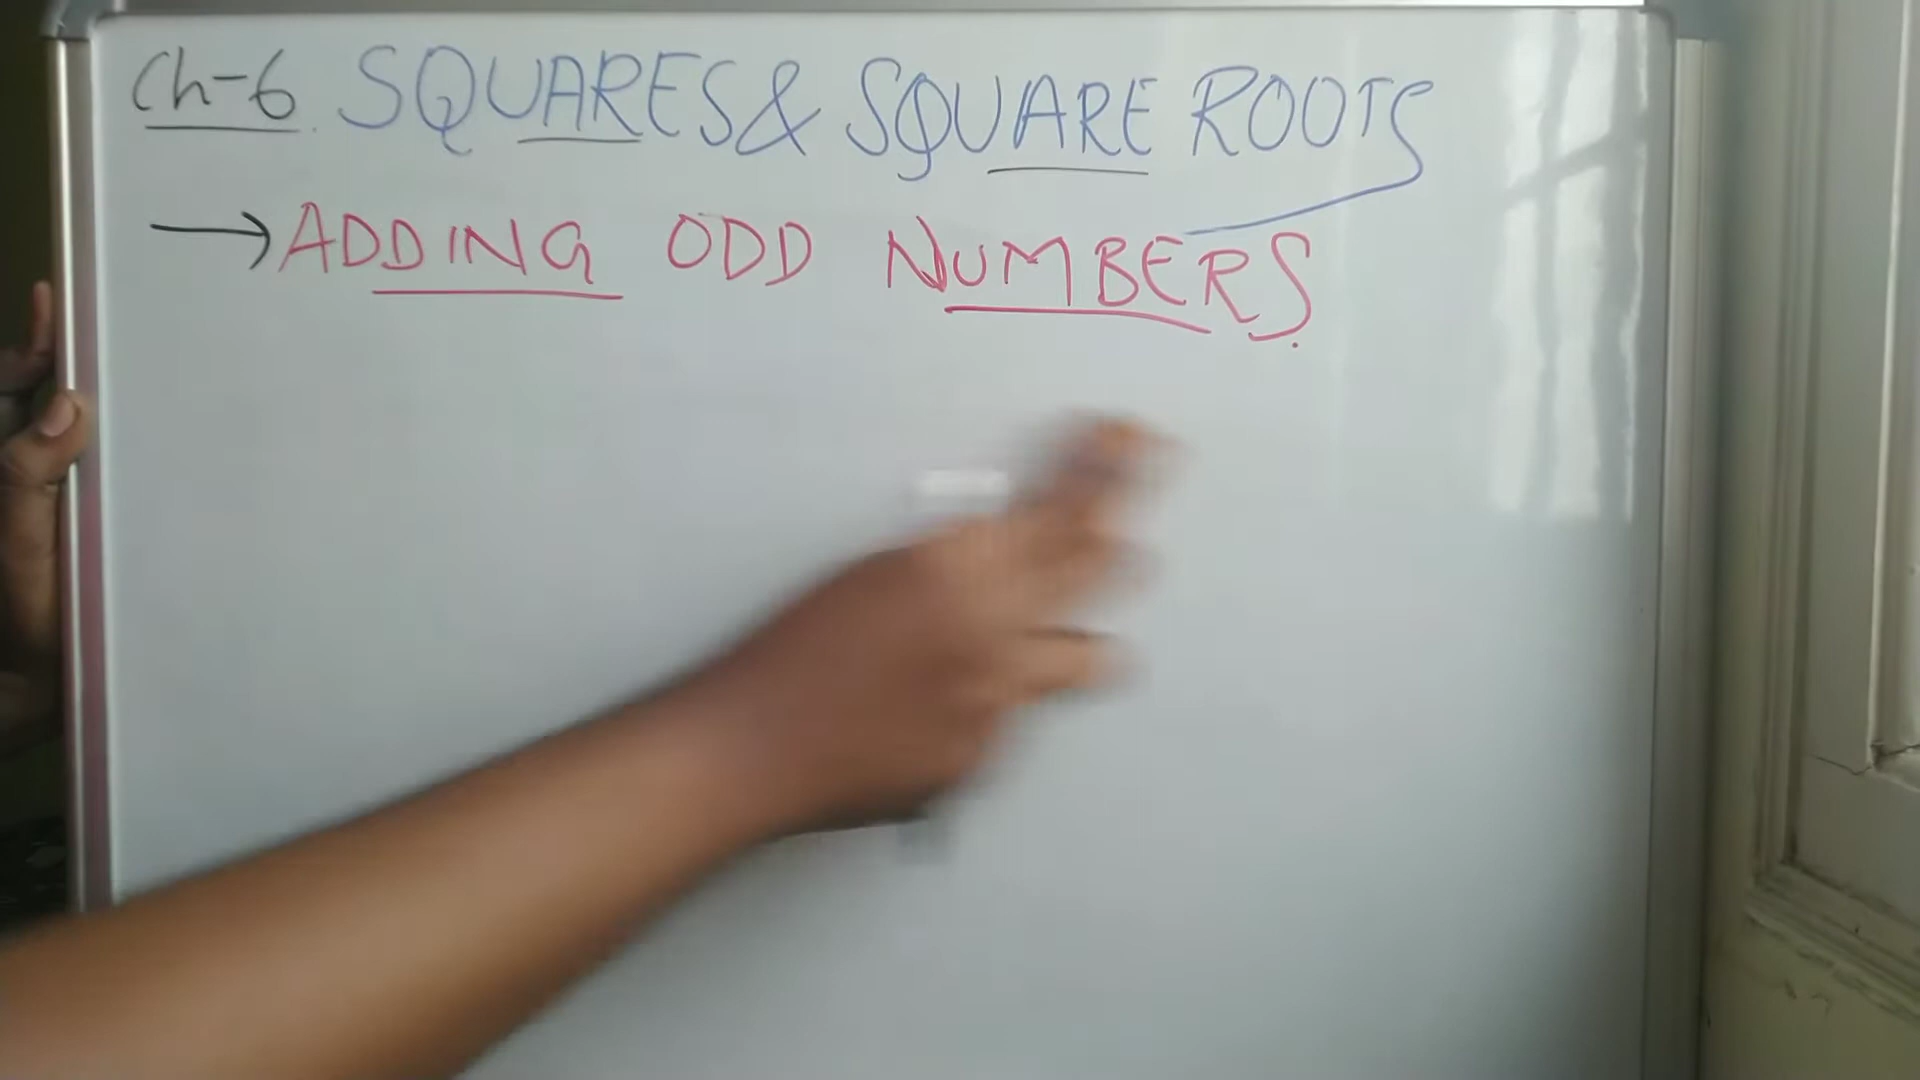 Ch-6 SQUARES & SQUARE ROOTS
→ ADDING ODD NUMBERS.